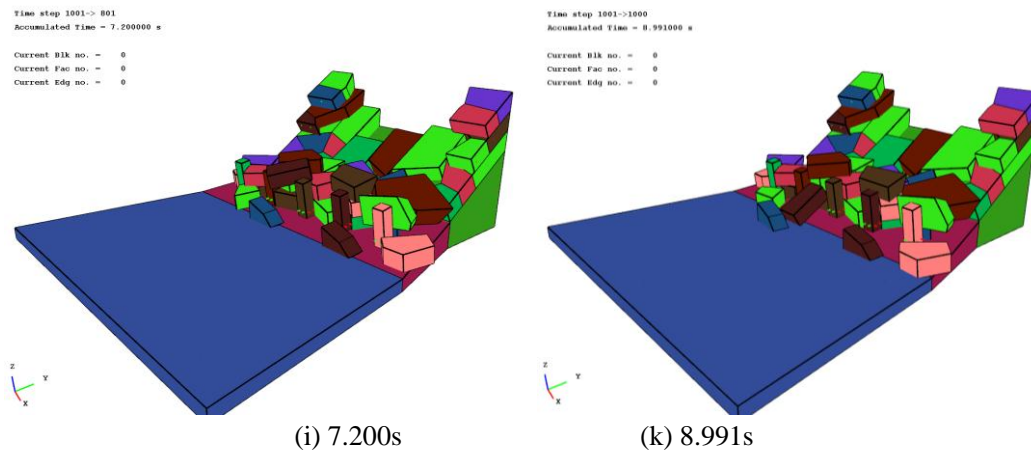 Time step 1001-> 801
Accumulated Time = 7.200000 s
Current Blk no. = 0
Current Fac no. = 0
Current Edg no. = 0
Z
Y
X
Time step 1001->1000
Accumulated Time = 8.991000 s
Current Blk no. = 0
Current Fac no. = 0
Current Edg no. = 0
Z
Y
X
(i) 7.200s
(k) 8.991s